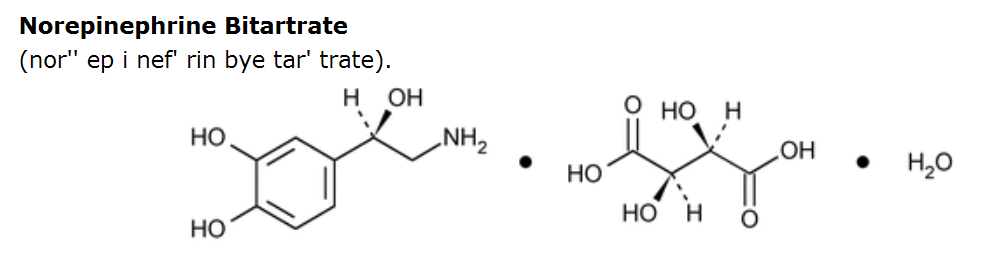 Norepinephrine Bitartrate
(nor" ep i nef' rin bye tar' trate).
H OH
HO
NH2
HO
O
HO H
OH
HO
HO H
O
• • H2O